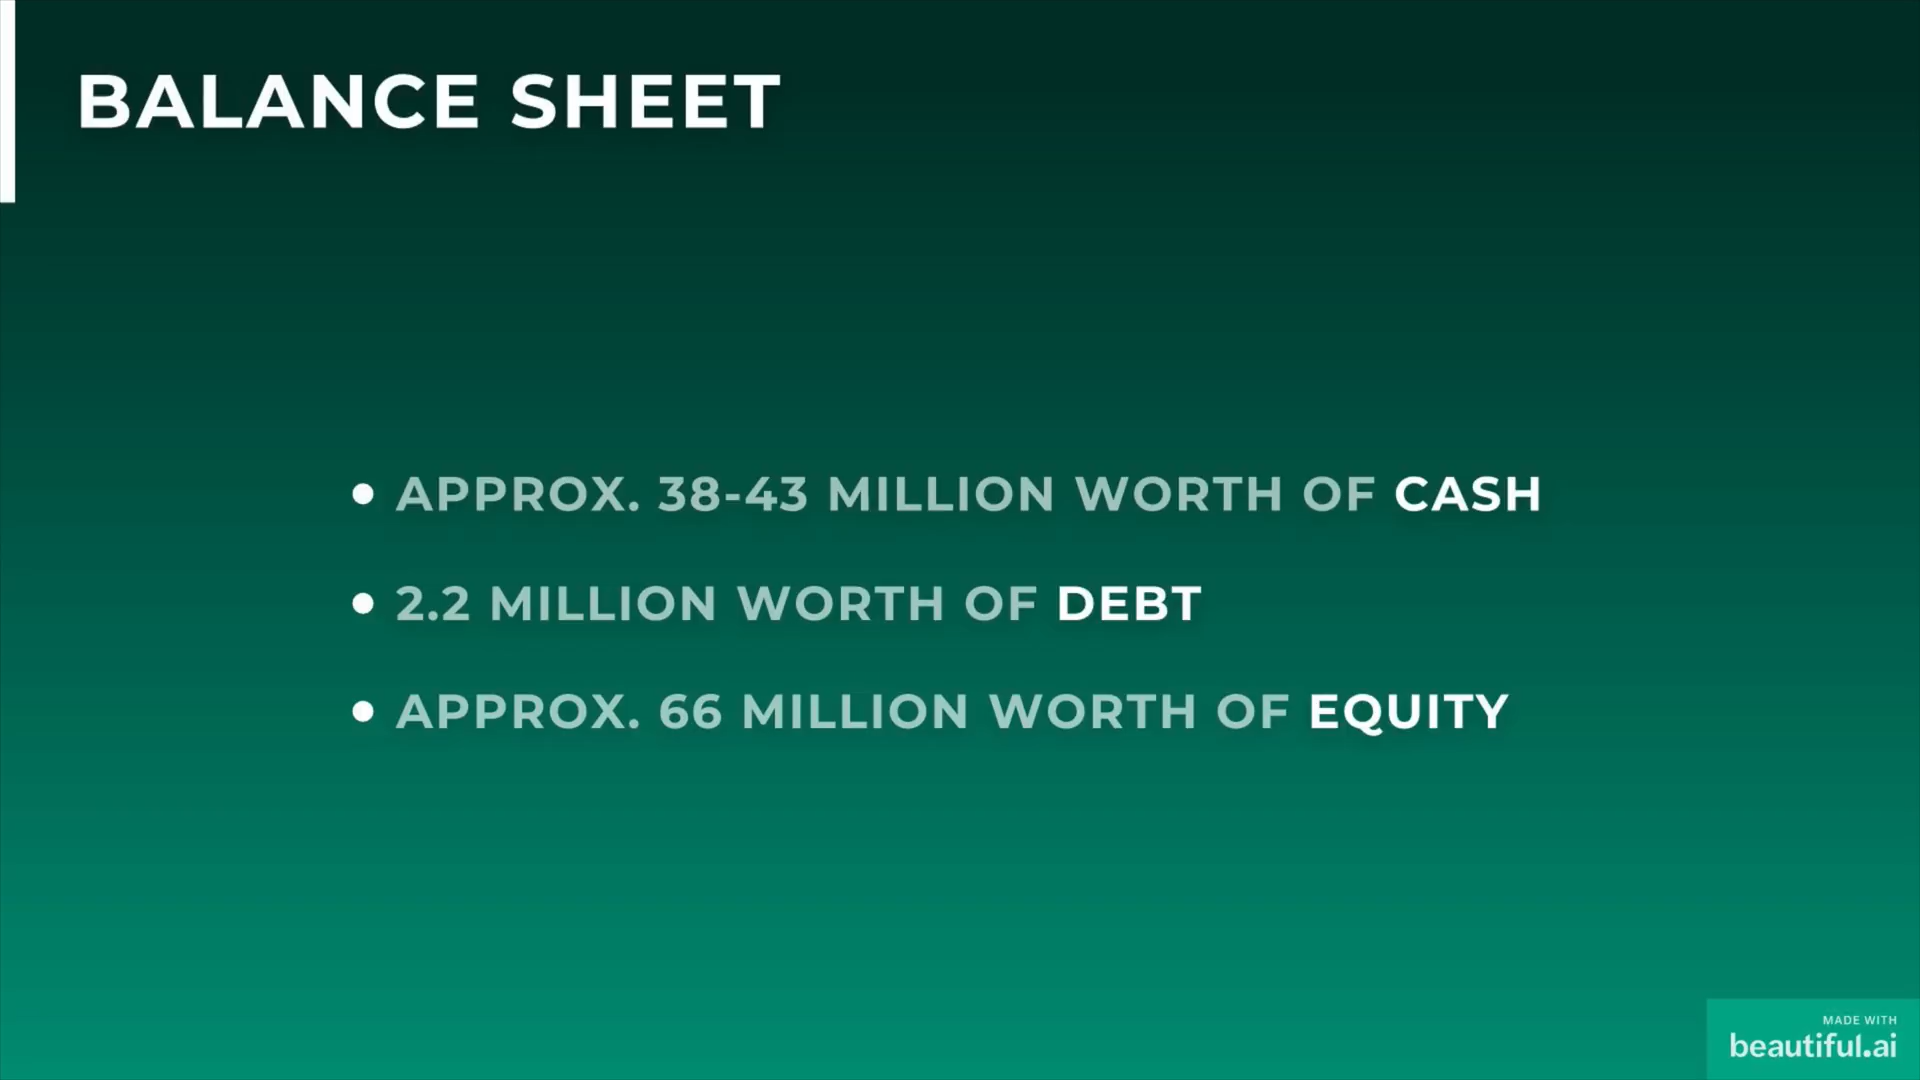 BALANCE SHEET
• APPROX. 38-43 MILLION WORTH OF CASH
• 2.2 MILLION WORTH OF DEBT
• APPROX. 66 MILLION WORTH OF EQUITY
MADE WITH
beautiful.ai